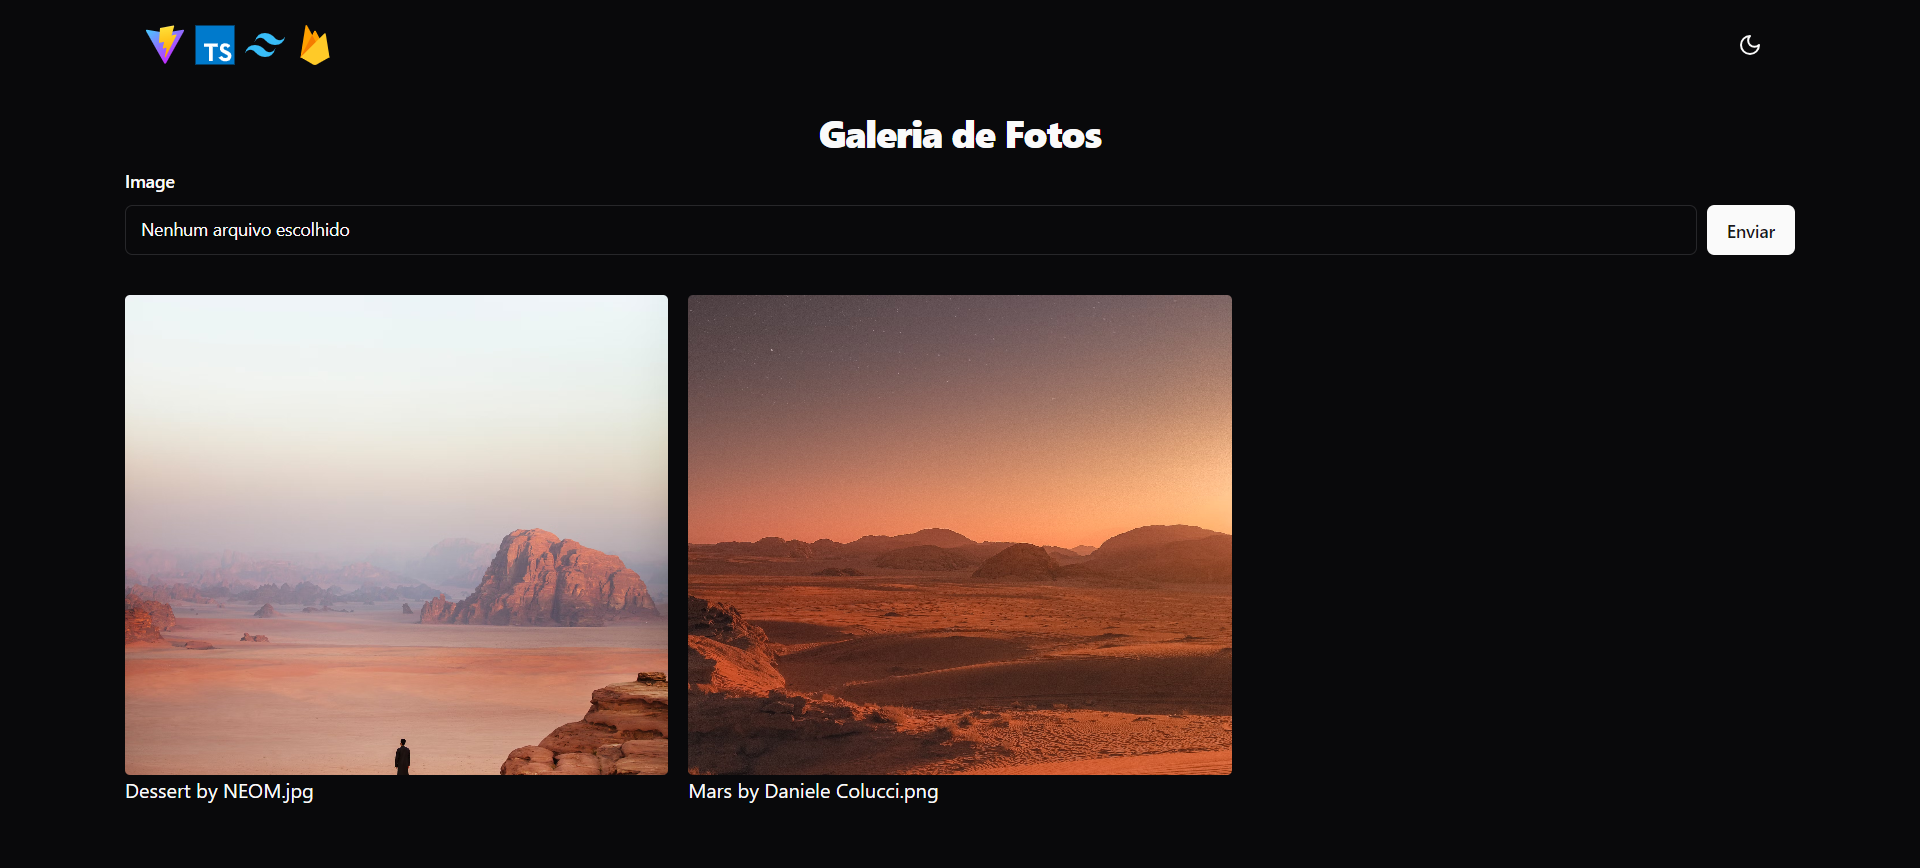 TS
Galeria de Fotos
Image
Nenhum arquivo escolhido
Enviar
Dessert by NEOM.jpg
Mars by Daniele Colucci.png